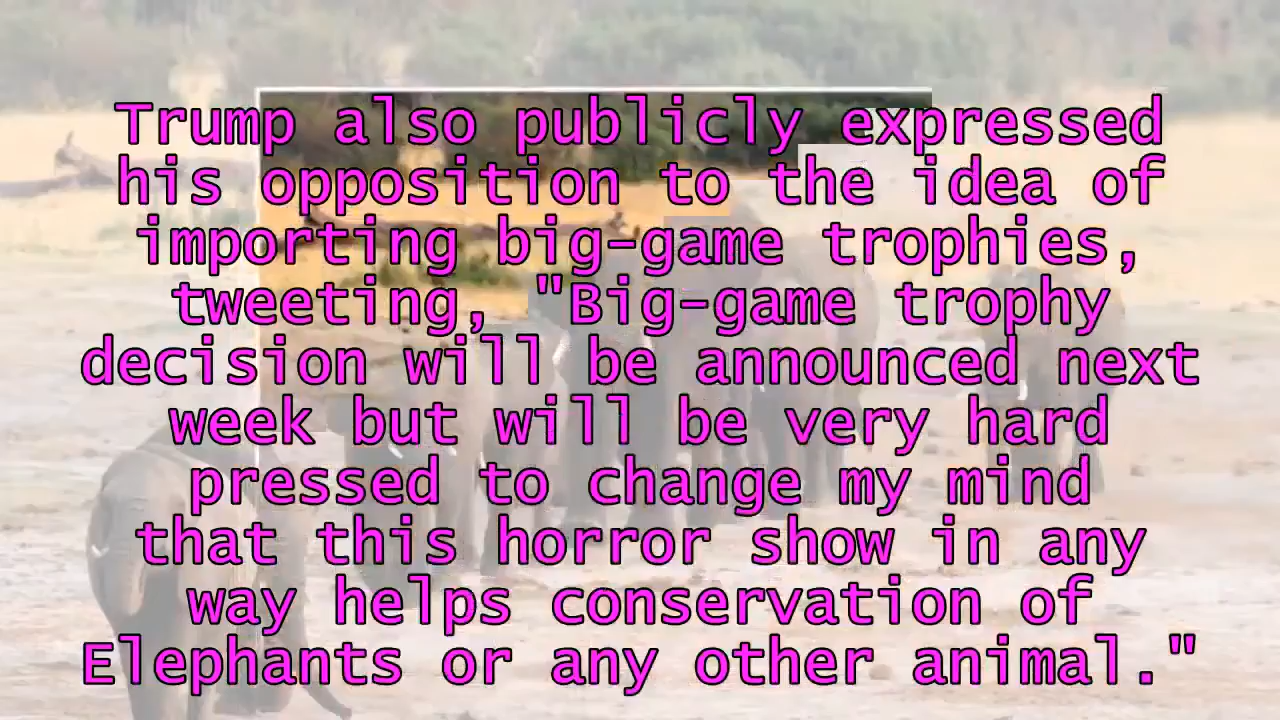 Trump also publicly expressed
his opposition to the idea of
importing big-game trophies,
tweeting, "Big-game trophy
decision will be announced next
week but will be very hard
pressed to change my mind
that this horror show in any
way helps conservation of
Elephants or any other animal."